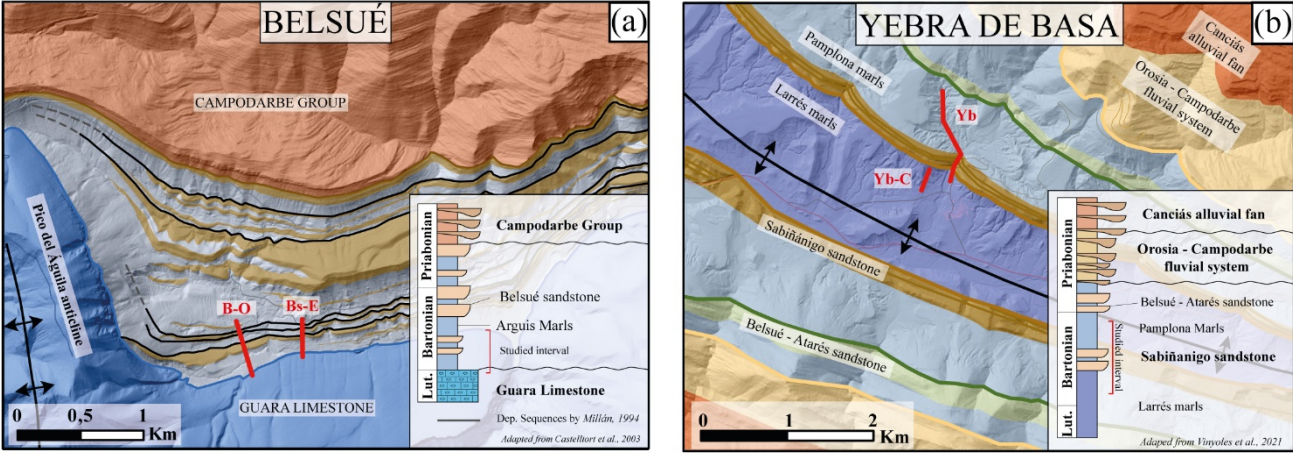 BELSUÉ
(a)
CAMPODARBE GROUP
Pico del Águila anticline
B-O
Bs-E
GUARA LIMESTONE
0
0,5
1
Km
Priabonian
Bartonian
Lut.
Campodarbe Group
Belsué sandstone
Arguis Marls
Studied interval
Guara Limestone
Dep. Sequences by Millán, 1994
Adapted from Castelltort et al., 2003
YEBRA DE BASA
(b)
Pamplona marls
Larrés marls
Yb
Yb-C
Sabiñánigo sandstone
Belsué - Atarés sandstone
Canciás
alluvial fan
Orosia - Campodarbe
fluvial system
0
1
2
Km
Priabonian
Bartonian
Lut.
Canciás alluvial fan
Orosia - Campodarbe
fluvial system
Belsué - Atarés sandstone
Studied
interval
Pamplona Marls
Sabiñanigo sandstone
Larrés marls
Adaped from Vinyoles et al., 2021